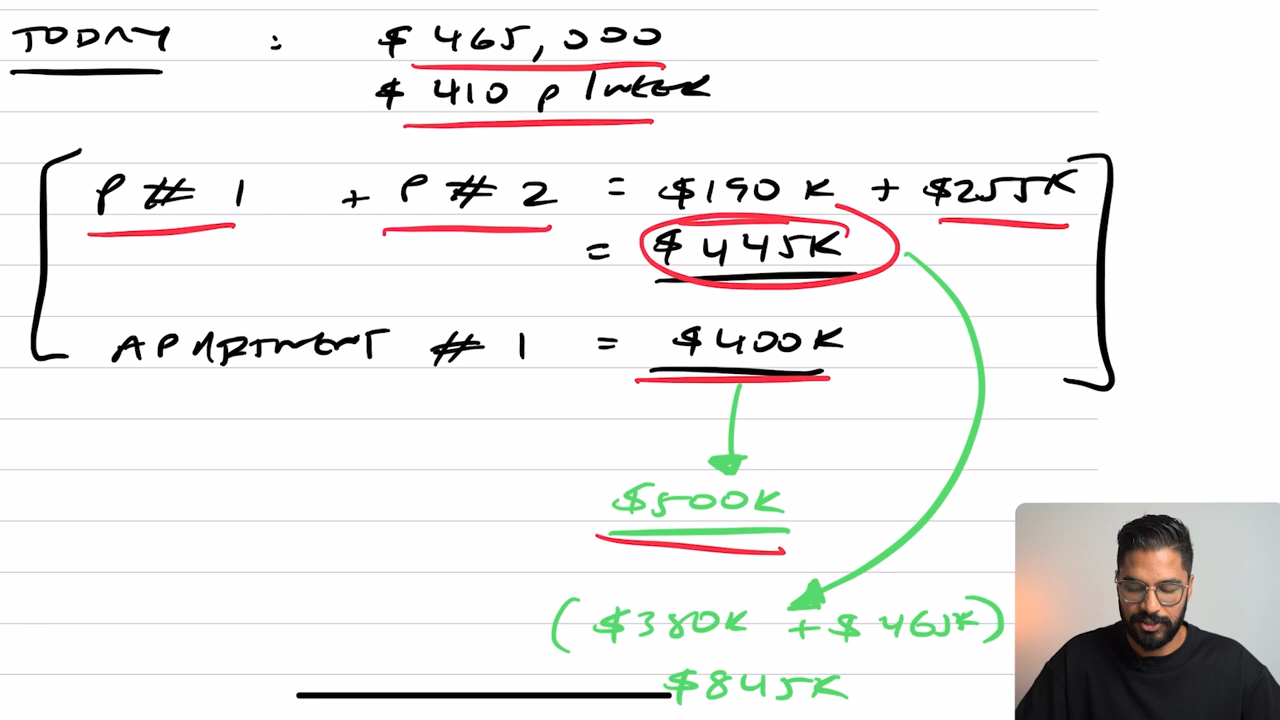 TODAY : $ 465,000
$ 410 p/week
P # 1 + P # 2 = $190K + $255K
= $445K
APARTMENT # 1 = $400K
$500K
($380K + $465K)
$845K